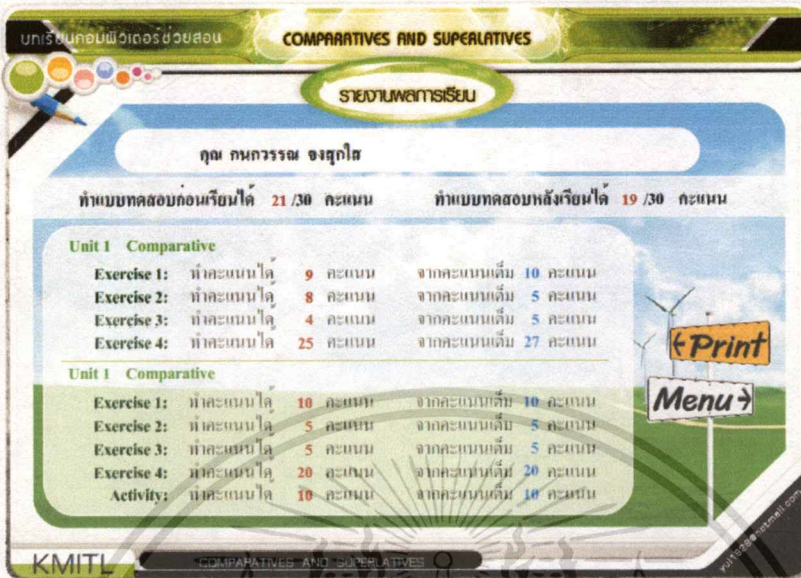 บทเรียนคอมพิวเตอร์ช่วยสอน COMPARATIVES AND SUPERLATIVES
รายงานผลการเรียน
คุณ กนกวรรณ จงสุกใส
ทำแบบทดสอบก่อนเรียนได้ 21 /30 คะแนน ทำแบบทดสอบหลังเรียนได้ 19 /30 คะแนน
Unit 1 Comparative
Exercise 1: ทำคะแนนได้ 9 คะแนน จากคะแนนเต็ม 10 คะแนน
Exercise 2: ทำคะแนนได้ 8 คะแนน จากคะแนนเต็ม 5 คะแนน
Exercise 3: ทำคะแนนได้ 4 คะแนน จากคะแนนเต็ม 5 คะแนน
Exercise 4: ทำคะแนนได้ 25 คะแนน จากคะแนนเต็ม 27 คะแนน
Unit 1 Comparative
Exercise 1: ทำคะแนนได้ 10 คะแนน จากคะแนนเต็ม 10 คะแนน
Exercise 2: ทำคะแนนได้ 5 คะแนน จากคะแนนเต็ม 5 คะแนน
Exercise 3: ทำคะแนนได้ 5 คะแนน จากคะแนนเต็ม 5 คะแนน
Exercise 4: ทำคะแนนได้ 20 คะแนน จากคะแนนเต็ม 20 คะแนน
Activity: ทำคะแนนได้ 10 คะแนน จากคะแนนเต็ม 10 คะแนน
Print
Menu
KMITL COMPARATIVES AND SUPERLATIVES